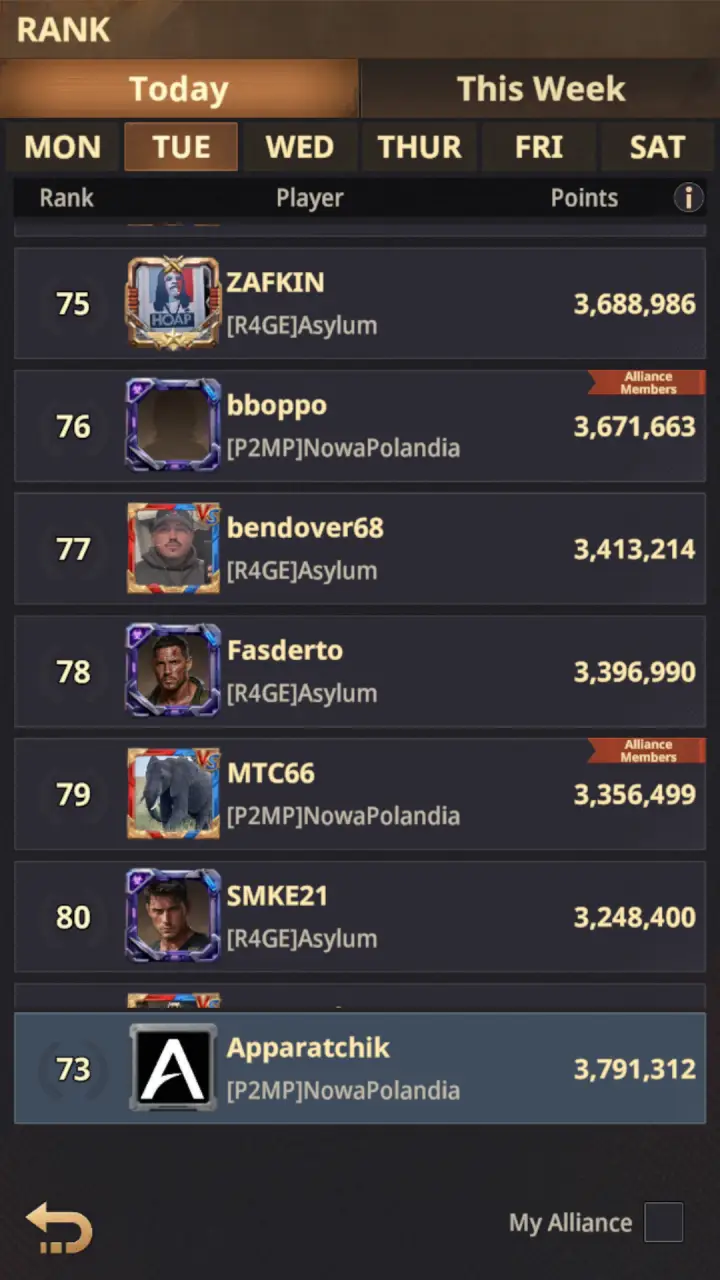 RANK
Today
This Week
MON
TUE
WED
THUR
FRI
SAT
Rank
Player
Points
75
HOAP
ZAFKIN
[R4GE]Asylum
3,688,986
Alliance
Members
76
bboppo
[P2MP]NowaPolandia
3,671,663
77
VS
bendover68
[R4GE]Asylum
3,413,214
78
Fasderto
[R4GE]Asylum
3,396,990
Alliance
Members
79
VS
MTC66
[P2MP]NowaPolandia
3,356,499
80
SMKE21
[R4GE]Asylum
3,248,400
VS
73
A
Apparatchik
[P2MP]NowaPolandia
3,791,312
My Alliance